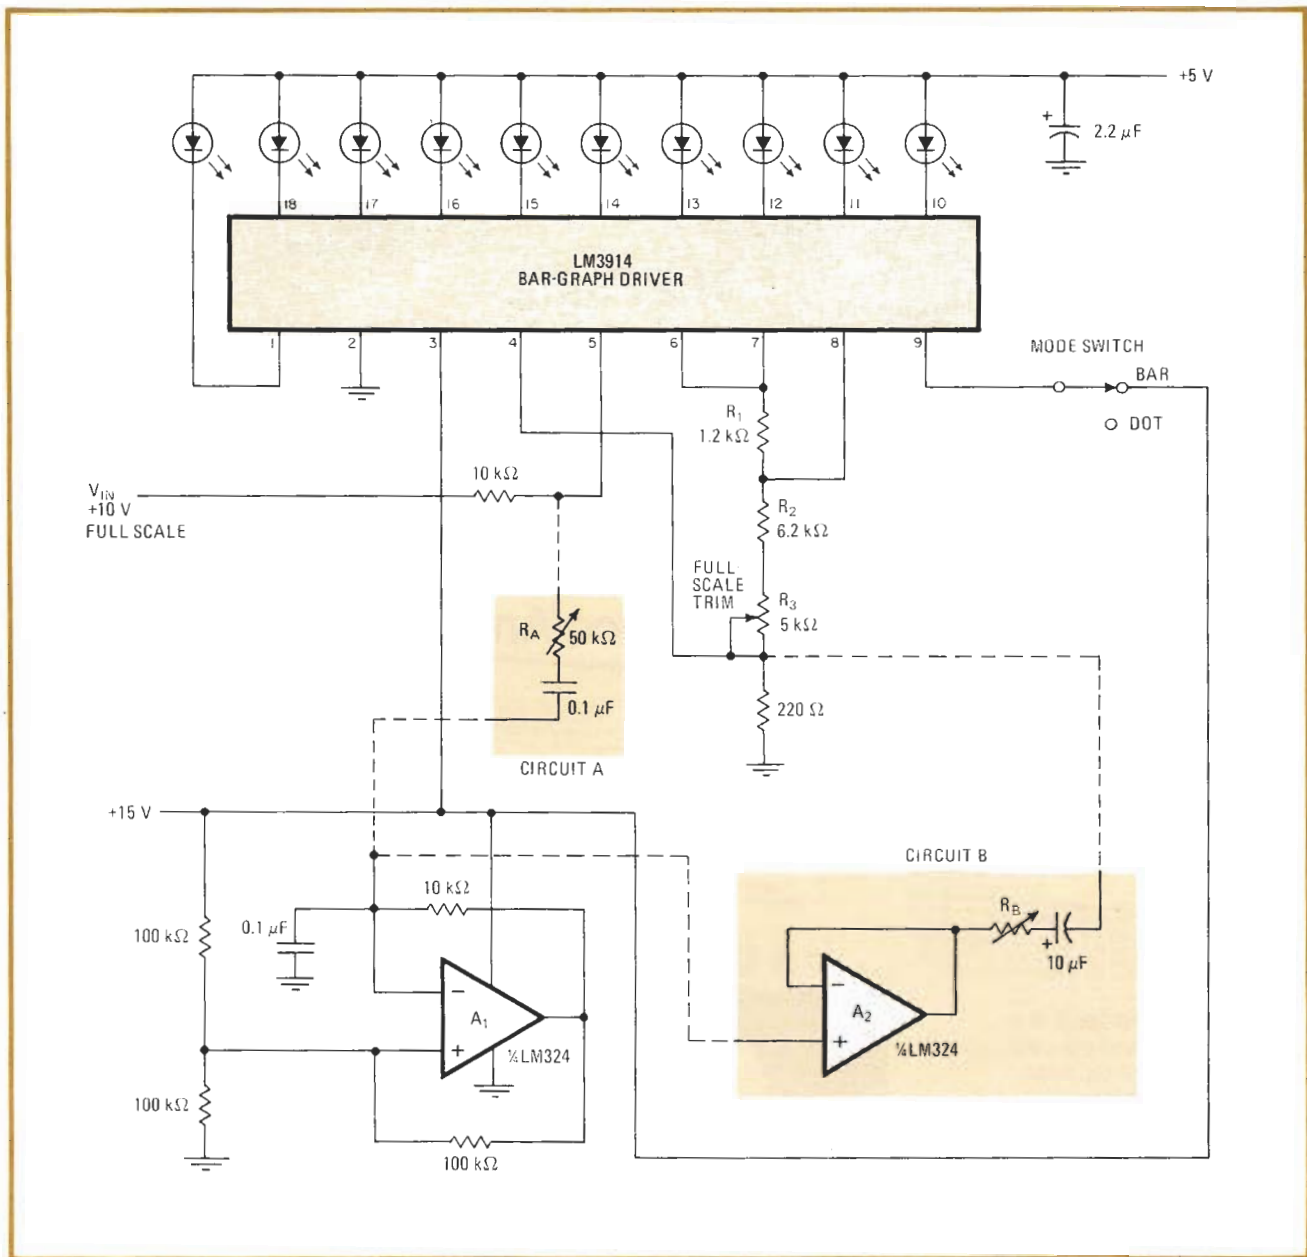 +5 V
+
2.2 µF
18
17
16
15
14
13
12
11
10
LM3914
BAR-GRAPH DRIVER
1
2
3
4
5
6
7
8
9
MODE SWITCH
BAR
DOT
R1
1.2 kΩ
10 kΩ
VIN
+10 V
FULL SCALE
R2
6.2 kΩ
FULL
SCALE
TRIM
R3
5 kΩ
RA
50 kΩ
0.1 µF
220 Ω
CIRCUIT A
+15 V
CIRCUIT B
10 kΩ
0.1 µF
100 kΩ
RB
+
10 µF
−
A1
+
¼ LM324
−
A2
+
¼ LM324
100 kΩ
100 kΩ